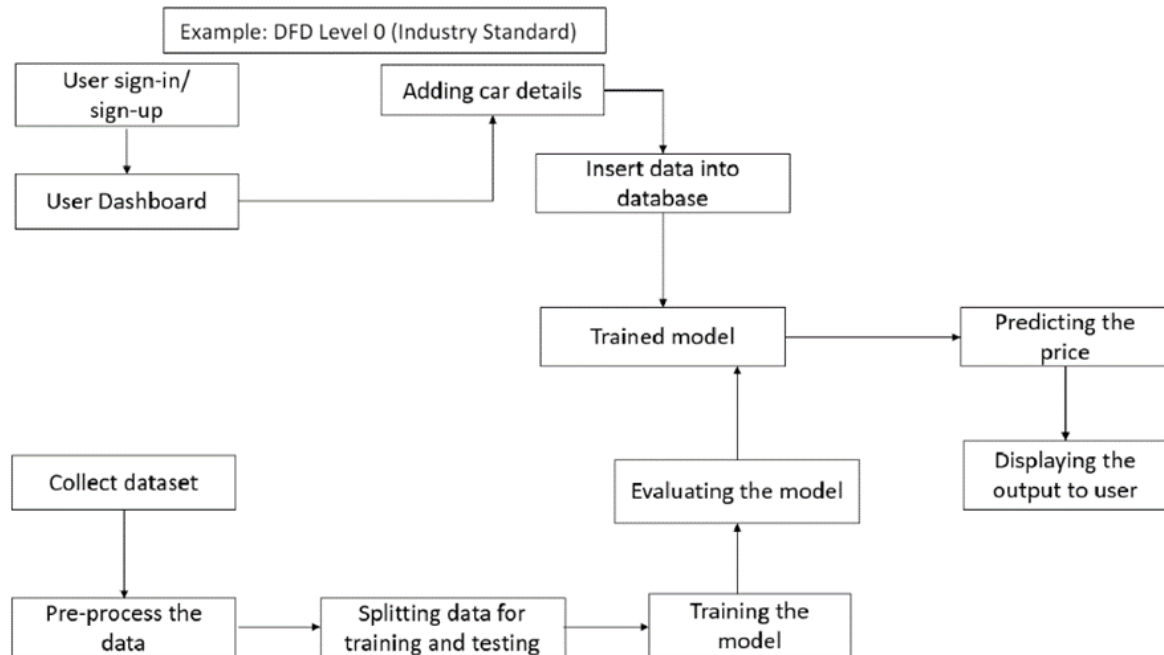 Example: DFD Level 0 (Industry Standard)
User sign-in/
sign-up
Adding car details
Insert data into
database
User Dashboard
Trained model
Predicting the
price
Collect dataset
Evaluating the model
Displaying the
output to user
Pre-process the
data
Splitting data for
training and testing
Training the
model